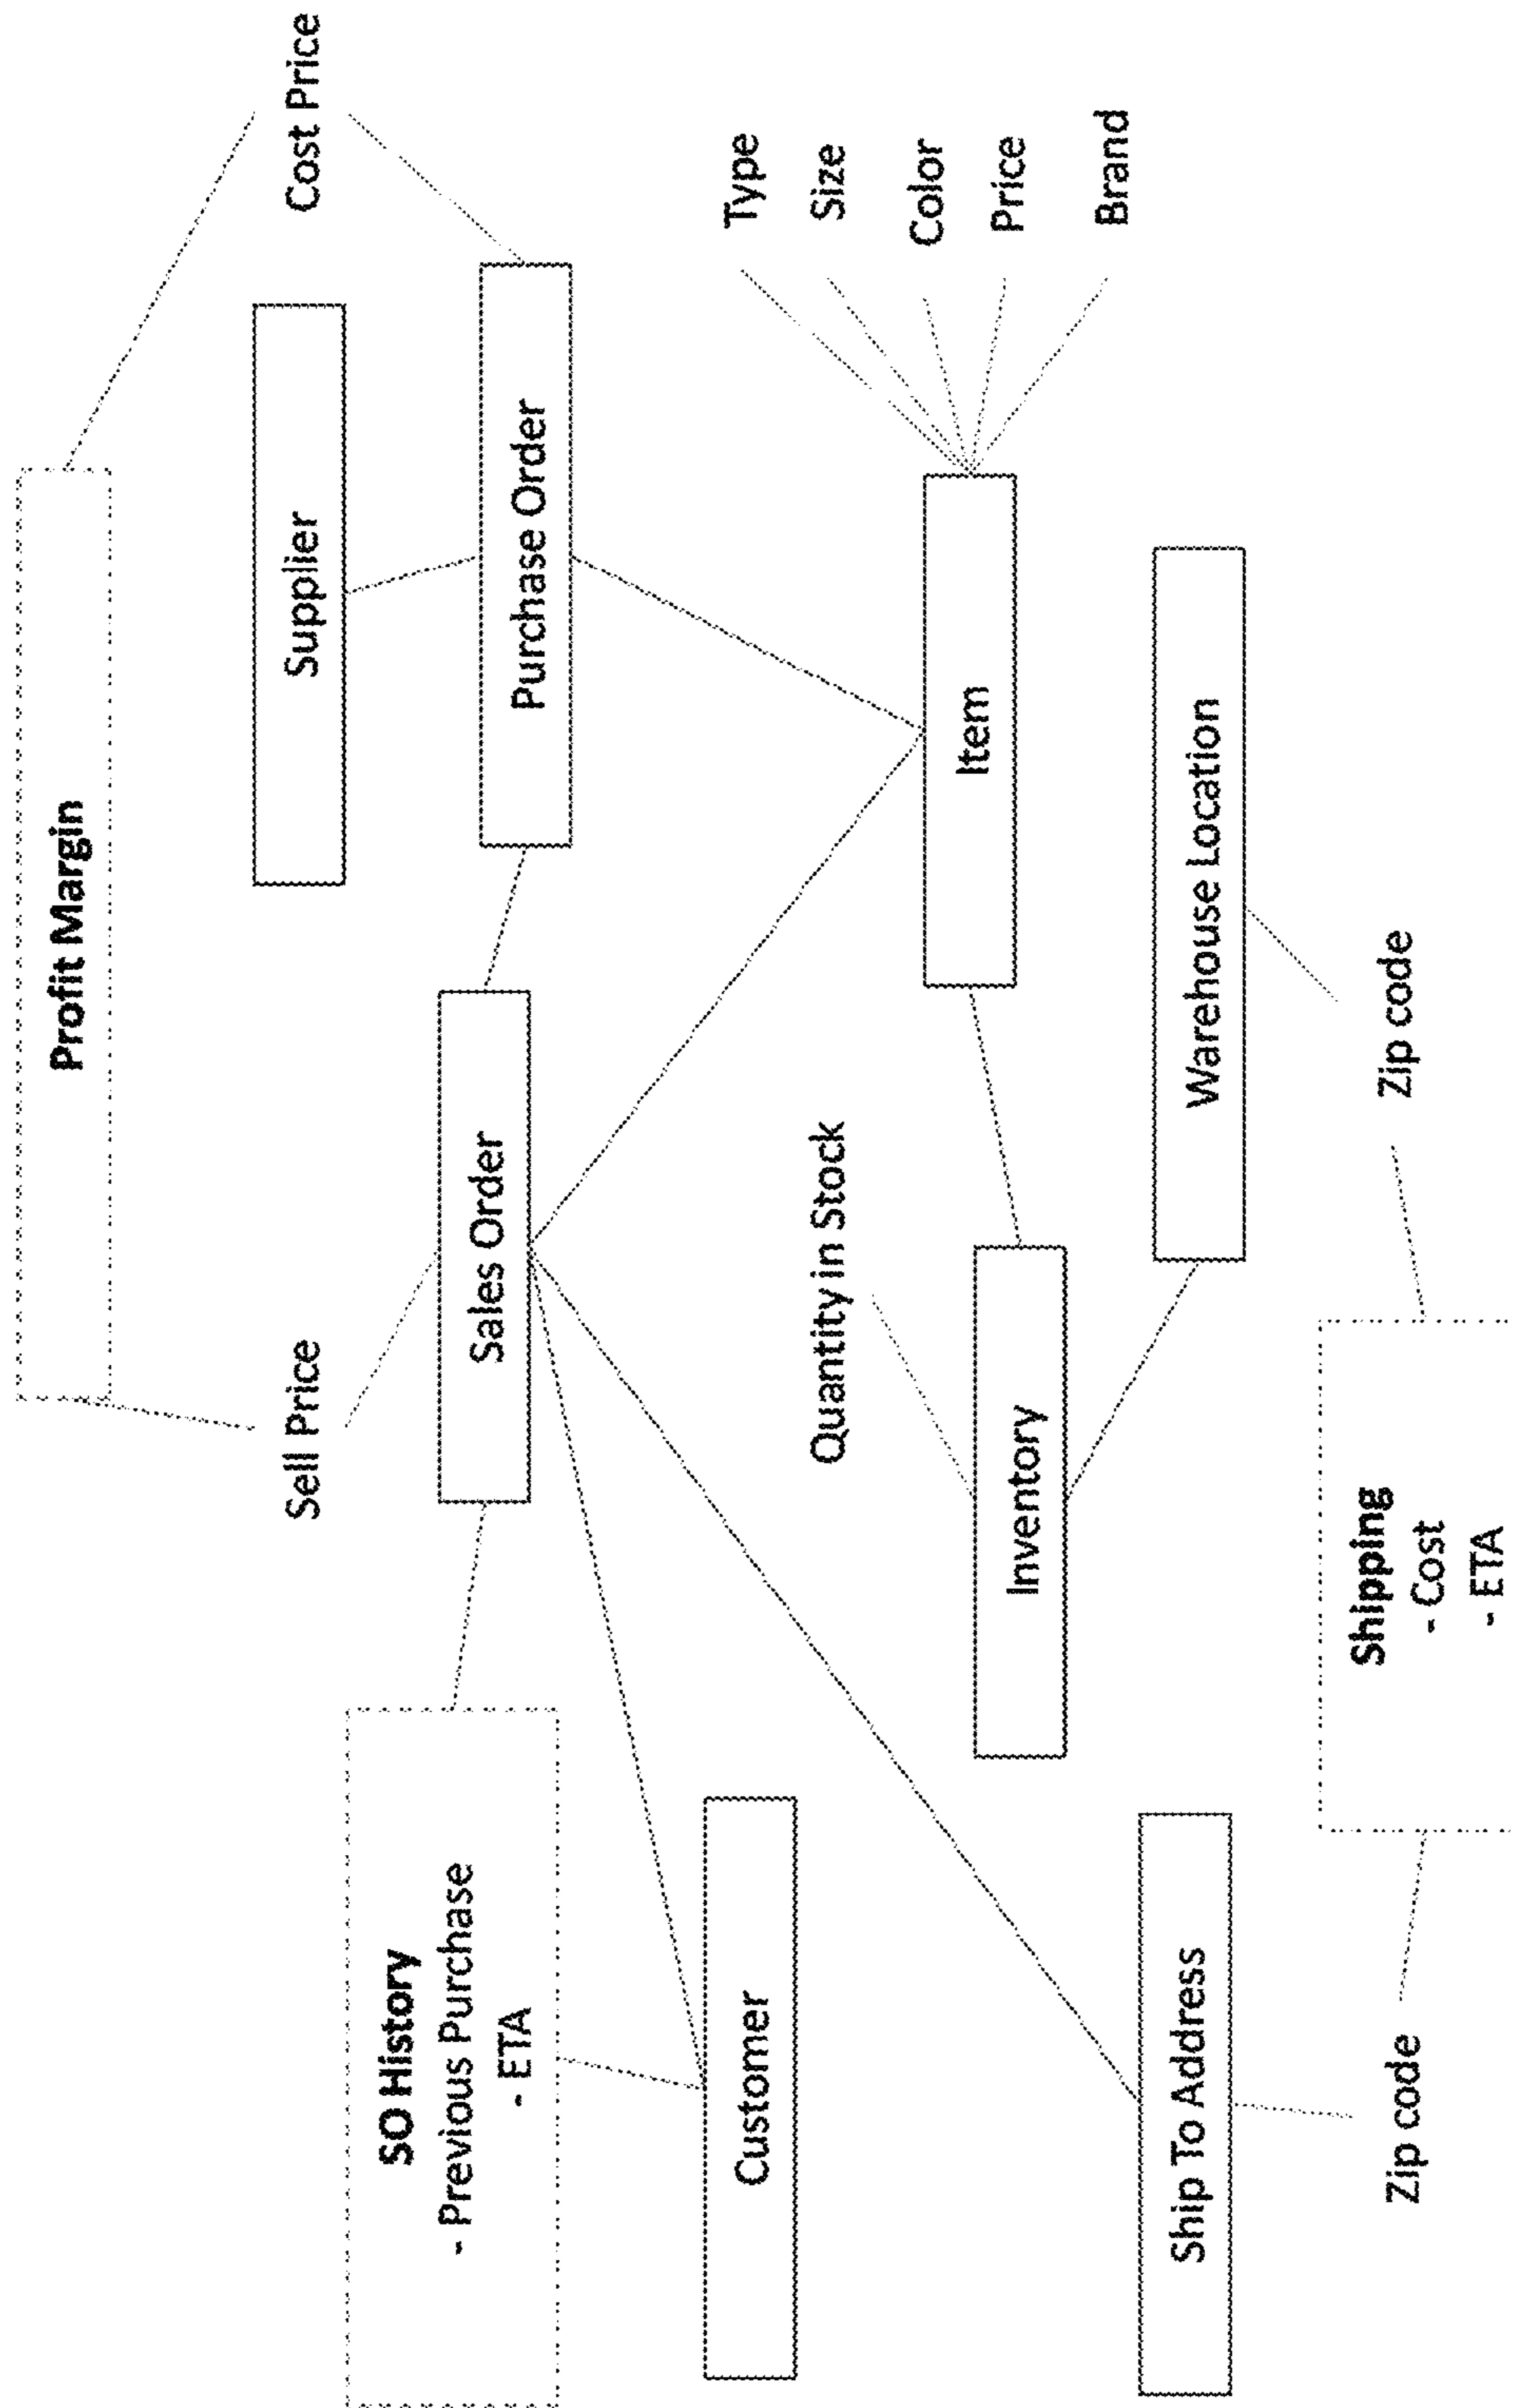 Profit Margin
Sell Price
Supplier
Cost Price
SO History
- Previous Purchase
- ETA
Sales Order
Purchase Order
Customer
Quantity in Stock
Type
Size
Color
Price
Brand
Inventory
Item
Ship To Address
Warehouse Location
Zip code
Shipping
- Cost
- ETA
Zip code